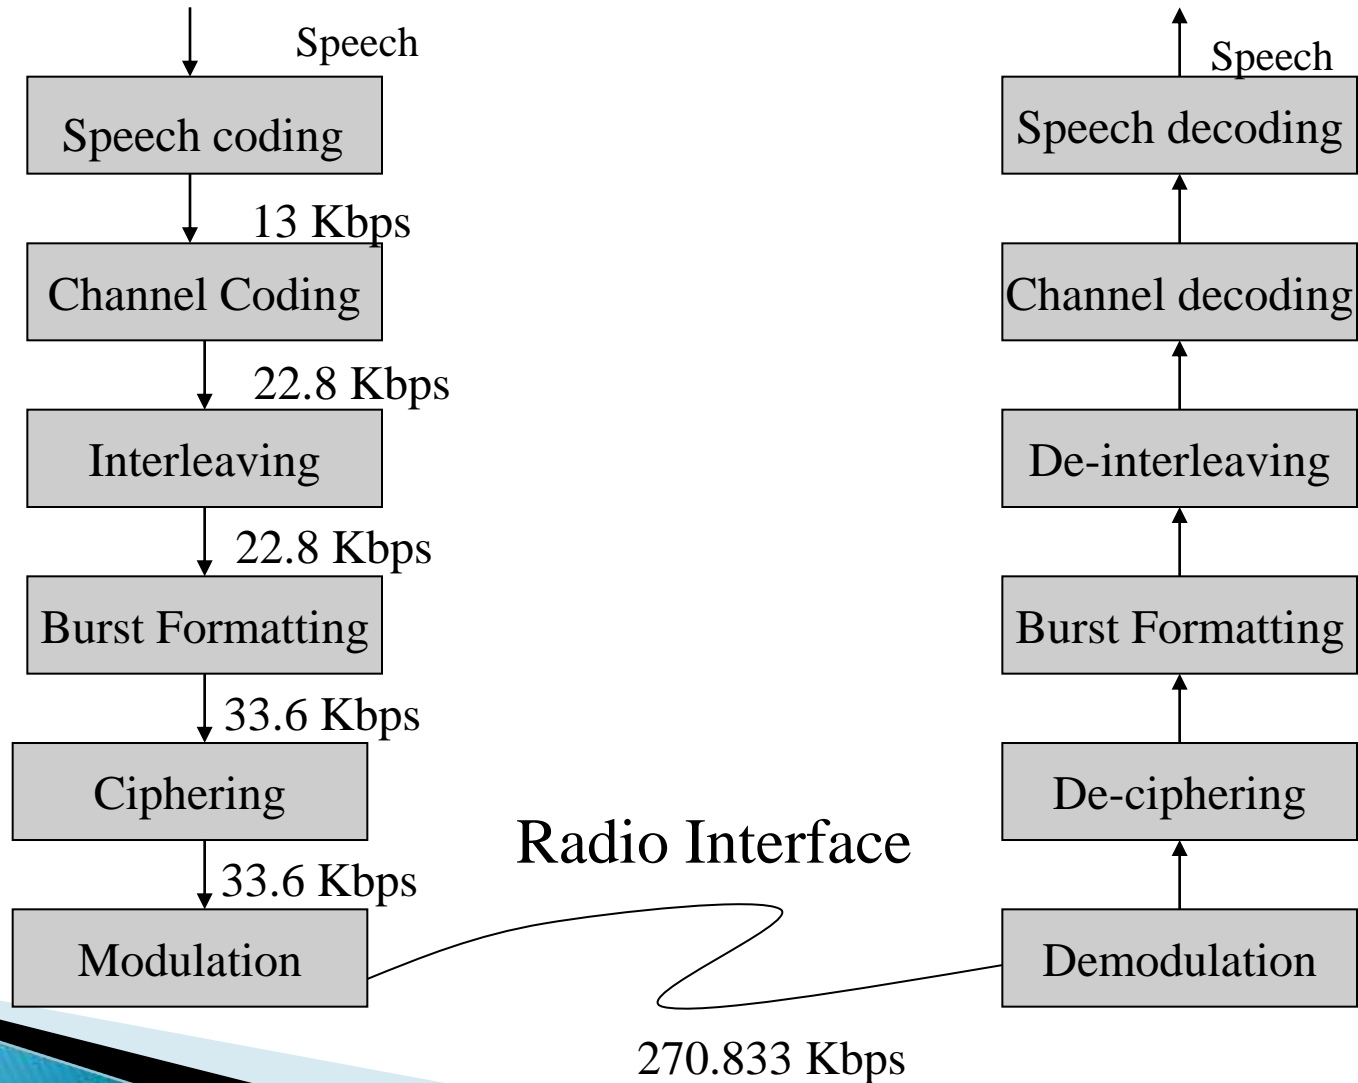 Speech
Speech coding
13 Kbps
Channel Coding
22.8 Kbps
Interleaving
22.8 Kbps
Burst Formatting
33.6 Kbps
Ciphering
33.6 Kbps
Modulation
Radio Interface
270.833 Kbps
Speech
Speech decoding
Channel decoding
De-interleaving
Burst Formatting
De-ciphering
Demodulation